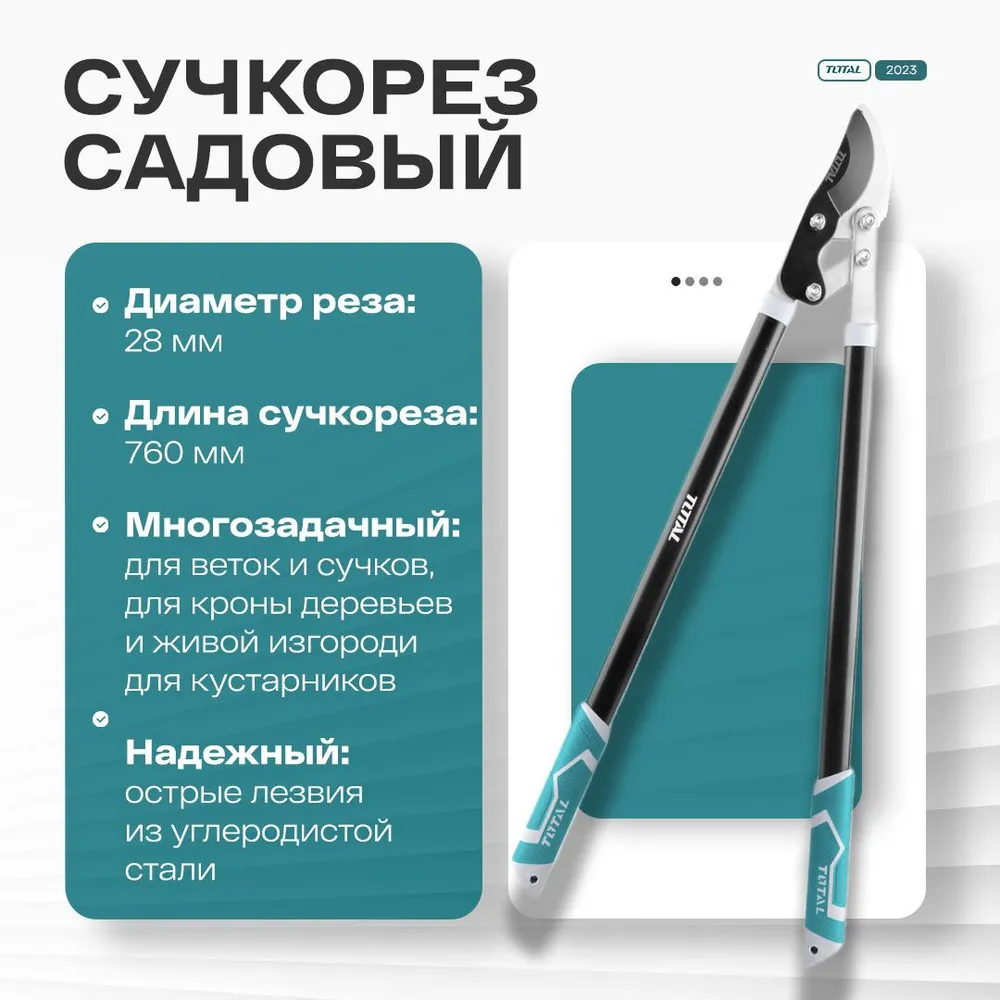 СУЧКОРЕЗ
САДОВЫЙ
TOTAL 2023
Диаметр реза:
28 мм
Длина сучкореза:
760 мм
Многозадачный:
для веток и сучков,
для кроны деревьев
и живой изгороди
для кустарников
Надежный:
острые лезвия
из углеродистой
стали
TOTAL
TOTAL
TOTAL
TOTAL